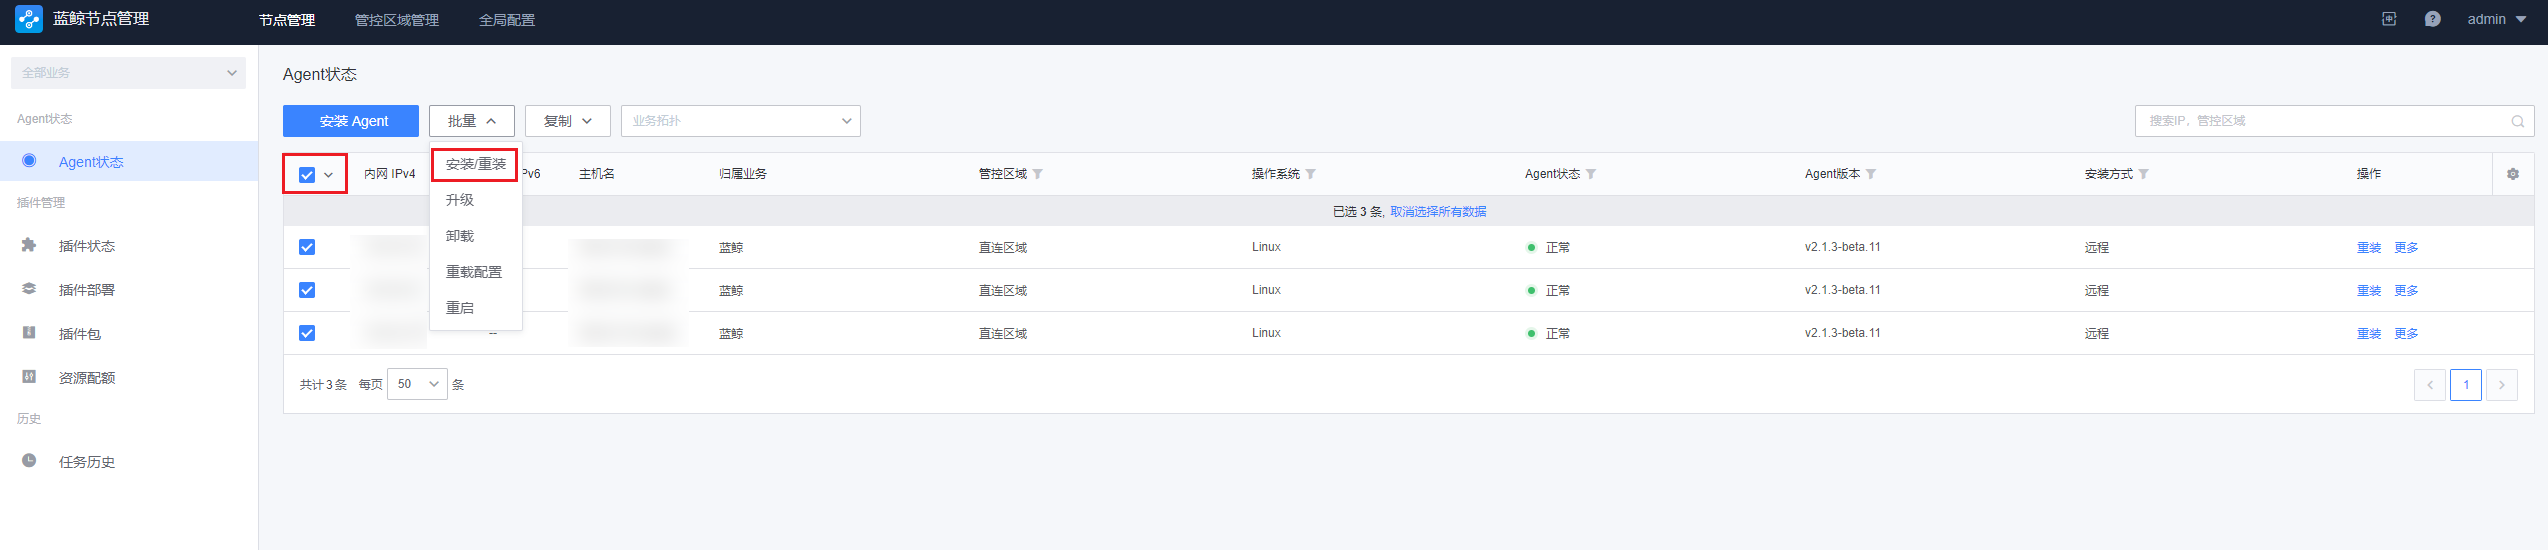 蓝鲸节点管理 节点管理 管控区域管理 全局配置 admin
全部业务
Agent状态
Agent状态
插件管理
插件状态
插件部署
插件包
资源配额
历史
任务历史
Agent状态
安装 Agent 批量 复制 业务拓扑 搜索IP，管控区域
安装/重装
升级
卸载
重载配置
重启
内网 IPv4 Pv6 主机名 归属业务 管控区域 操作系统 Agent状态 Agent版本 安装方式 操作
已选 3 条, 取消选择所有数据
蓝鲸 直连区域 Linux 正常 v2.1.3-beta.11 远程 重装 更多
蓝鲸 直连区域 Linux 正常 v2.1.3-beta.11 远程 重装 更多
-- 蓝鲸 直连区域 Linux 正常 v2.1.3-beta.11 远程 重装 更多
共计 3 条 每页 50 条 1